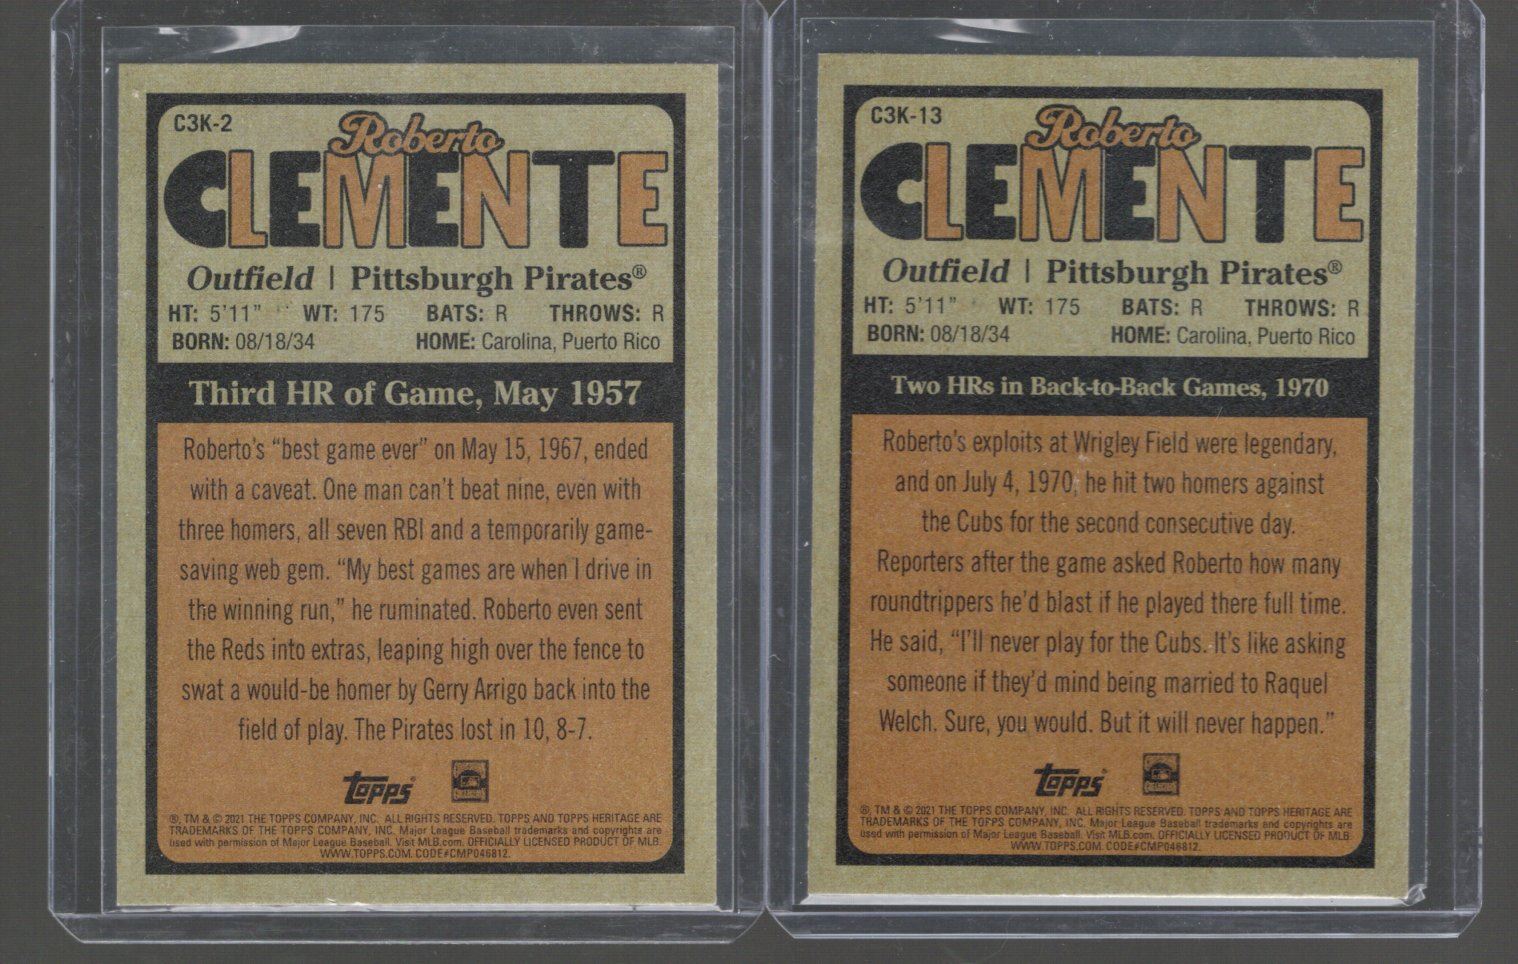 C3K-2
Roberto
CLEMENTE
Outfield | Pittsburgh Pirates®
HT: 5'11" WT: 175 BATS: R THROWS: R
BORN: 08/18/34 HOME: Carolina, Puerto Rico
Third HR of Game, May 1957
Roberto's “best game ever” on May 15, 1967, ended
with a caveat. One man can't beat nine, even with
three homers, all seven RBI and a temporarily game-
saving web gem. “My best games are when I drive in
the winning run,” he ruminated. Roberto even sent
the Reds into extras, leaping high over the fence to
swat a would-be homer by Gerry Arrigo back into the
field of play. The Pirates lost in 10, 8-7.
Topps®
®, TM & © 2021 THE TOPPS COMPANY, INC. ALL RIGHTS RESERVED. TOPPS AND TOPPS HERITAGE ARE
TRADEMARKS OF THE TOPPS COMPANY, INC. Major League Baseball trademarks and copyrights are
used with permission of Major League Baseball. Visit MLB.com. OFFICIALLY LICENSED PRODUCT OF MLB.
WWW.TOPPS.COM. CODE#CMP046812.
C3K-13
Roberto
CLEMENTE
Outfield | Pittsburgh Pirates®
HT: 5'11" WT: 175 BATS: R THROWS: R
BORN: 08/18/34 HOME: Carolina, Puerto Rico
Two HRs in Back-to-Back Games, 1970
Roberto's exploits at Wrigley Field were legendary,
and on July 4, 1970, he hit two homers against
the Cubs for the second consecutive day.
Reporters after the game asked Roberto how many
roundtrippers he'd blast if he played there full time.
He said, “I'll never play for the Cubs. It's like asking
someone if they'd mind being married to Raquel
Welch. Sure, you would. But it will never happen.”
Topps®
®, TM & © 2021 THE TOPPS COMPANY, INC. ALL RIGHTS RESERVED. TOPPS AND TOPPS HERITAGE ARE
TRADEMARKS OF THE TOPPS COMPANY, INC. Major League Baseball trademarks and copyrights are
used with permission of Major League Baseball. Visit MLB.com. OFFICIALLY LICENSED PRODUCT OF MLB.
WWW.TOPPS.COM. CODE#CMP046812.